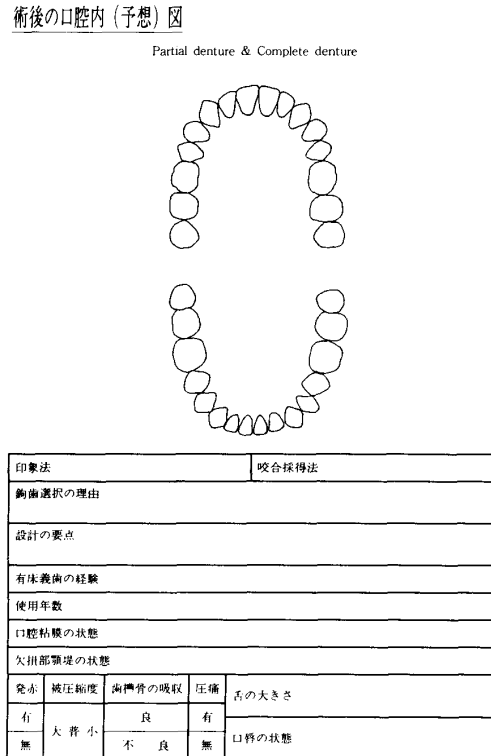 術後の口腔内（予想）図
Partial denture & Complete denture
印象法 咬合採得法
鉤歯選択の理由
設計の要点
有床義歯の経験
使用年数
口腔粘膜の状態
欠損部顎堤の状態
発赤 被圧縮度 歯槽骨の吸収 圧痛 舌の大きさ
有 大 普 小 良 有
不 良 無 口唇の状態
無